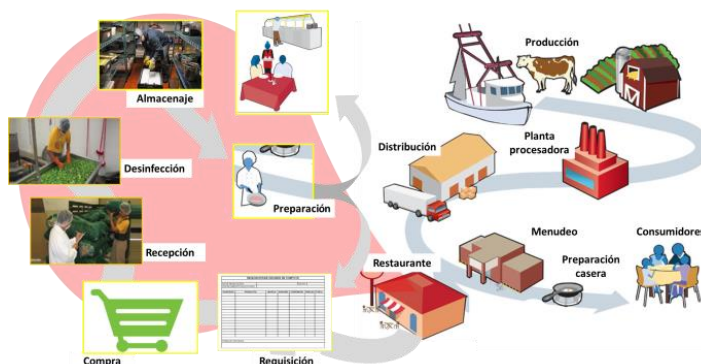 Almacenaje
Desinfección
Recepción
Compra
Requisición
Preparación
Restaurante
Producción
Planta
procesadora
Distribución
Menudeo
Preparación
casera
Consumidores